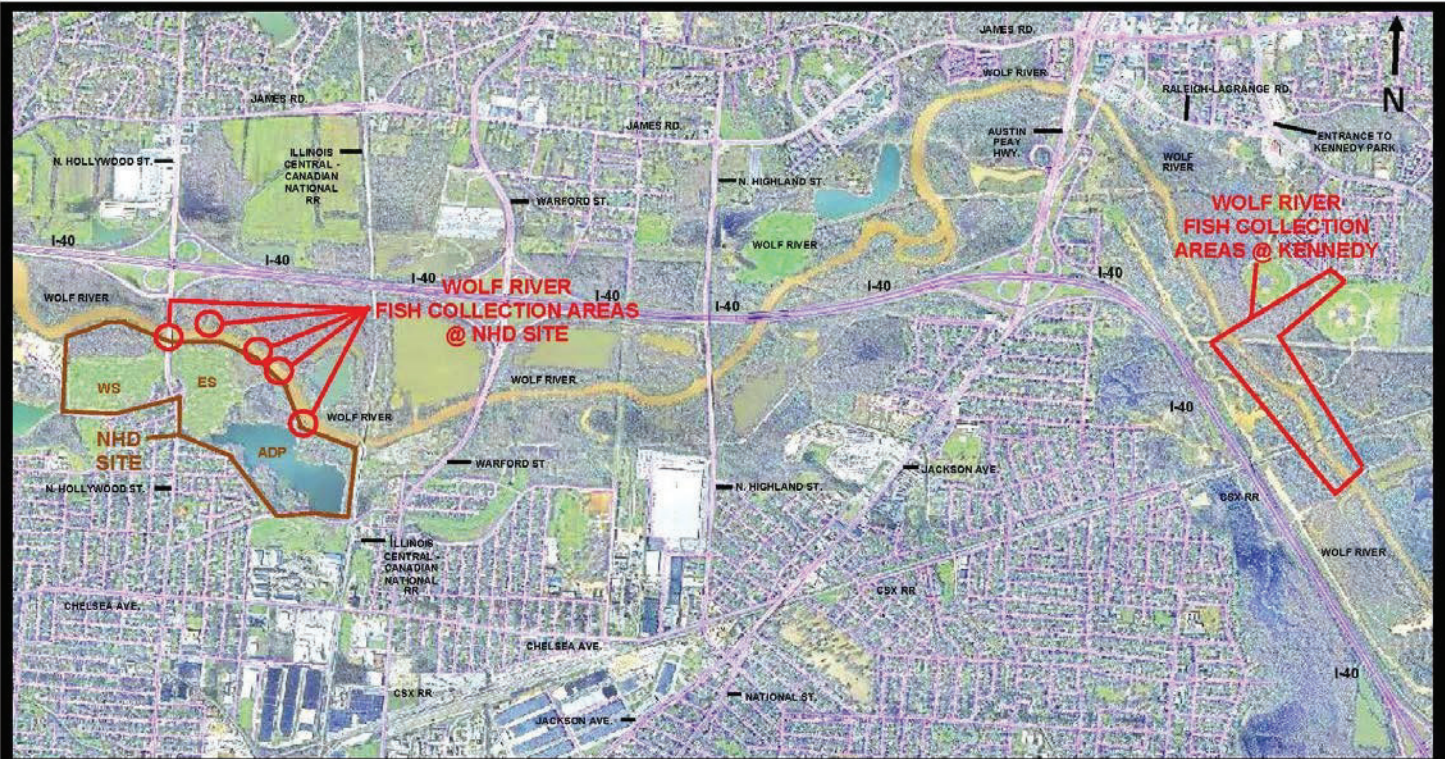 JAMES RD.
WOLF RIVER
RALEIGH-LAGRANGE RD.
N
JAMES RD.
JAMES RD.
AUSTIN
PEAY
HWY.
ENTRANCE TO
KENNEDY PARK
N. HOLLYWOOD ST.
ILLINOIS
CENTRAL -
CANADIAN
NATIONAL
RR
WOLF
RIVER
N. HIGHLAND ST.
WARFORD ST.
WOLF RIVER
FISH COLLECTION
AREAS @ KENNEDY
I-40
WOLF RIVER
I-40
I-40
I-40
I-40
I-40
I-40
WOLF RIVER
WOLF RIVER
FISH COLLECTION AREAS
@ NHD SITE
WS
ES
WOLF RIVER
I-40
WOLF RIVER
NHD
SITE
ADP
WARFORD ST.
JACKSON AVE.
N. HOLLYWOOD ST.
N. HIGHLAND ST.
CSX RR
ILLINOIS
CENTRAL -
CANADIAN
NATIONAL
RR
WOLF RIVER
CSX RR
CHELSEA AVE.
CHELSEA AVE.
I-40
CSX RR
NATIONAL ST.
JACKSON AVE.